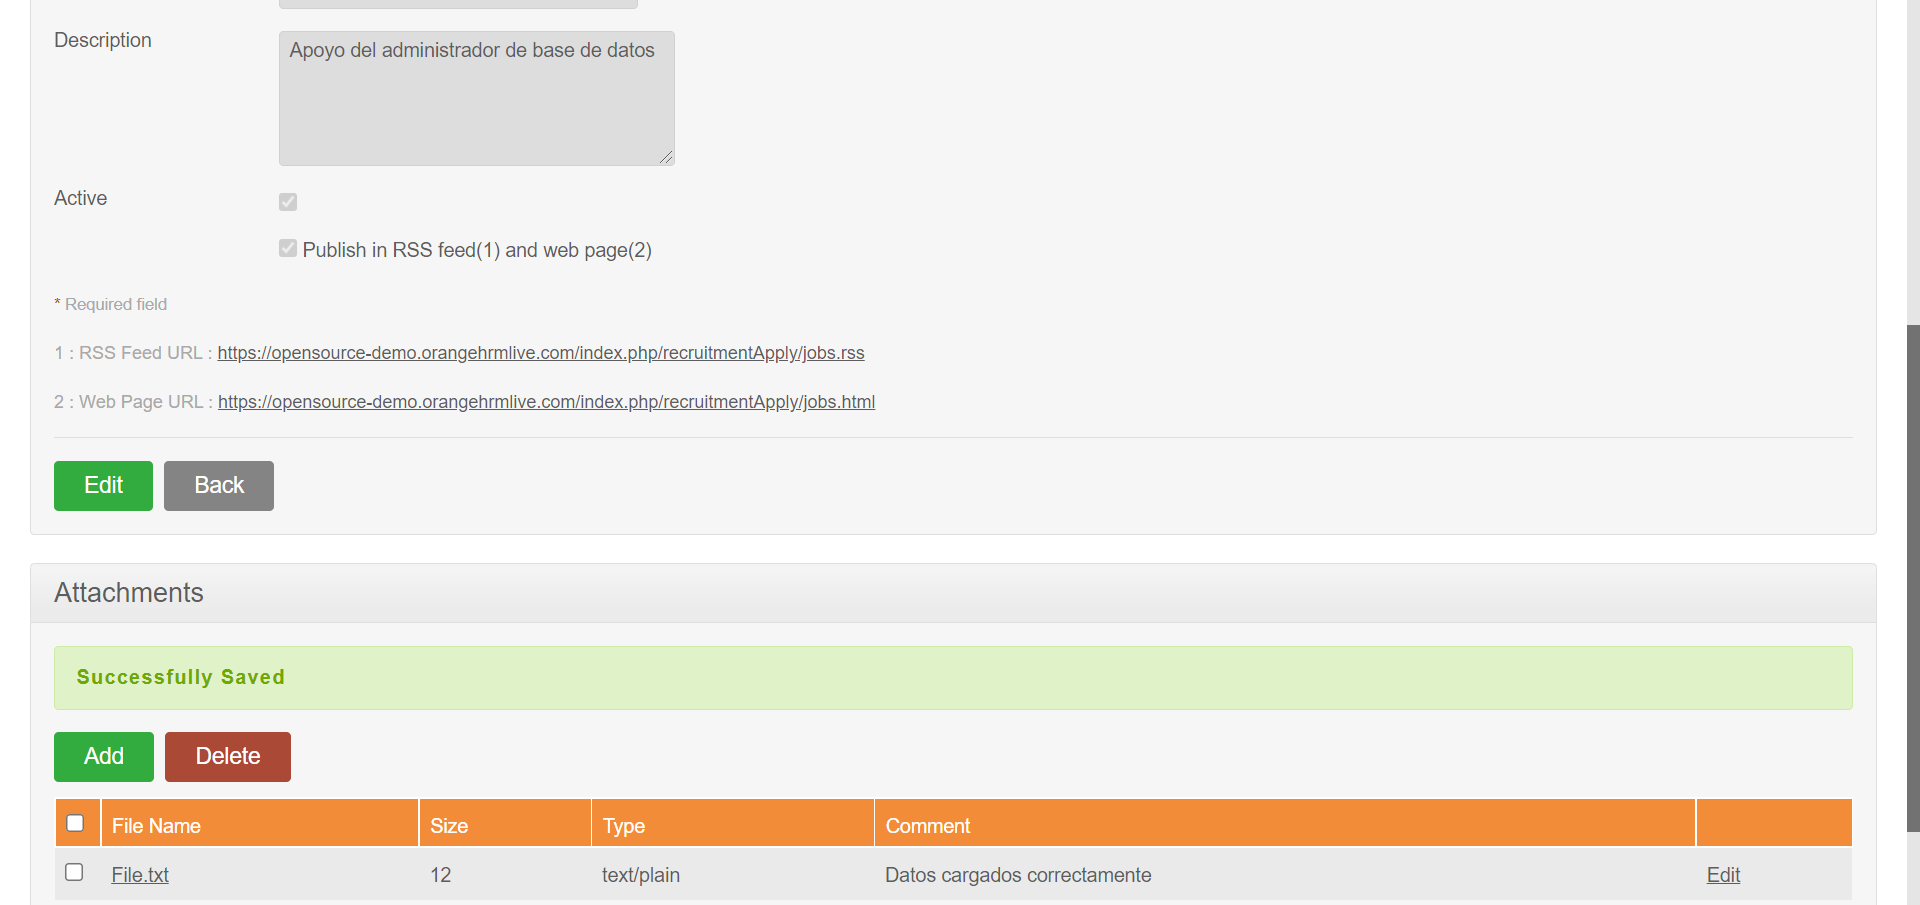 Description
Apoyo del administrador de base de datos
Active
Publish in RSS feed(1) and web page(2)
* Required field
1 : RSS Feed URL : https://opensource-demo.orangehrmlive.com/index.php/recruitmentApply/jobs.rss
2 : Web Page URL : https://opensource-demo.orangehrmlive.com/index.php/recruitmentApply/jobs.html
Edit Back
Attachments
Successfully Saved
Add Delete
File Name Size Type Comment
File.txt 12 text/plain Datos cargados correctamente Edit